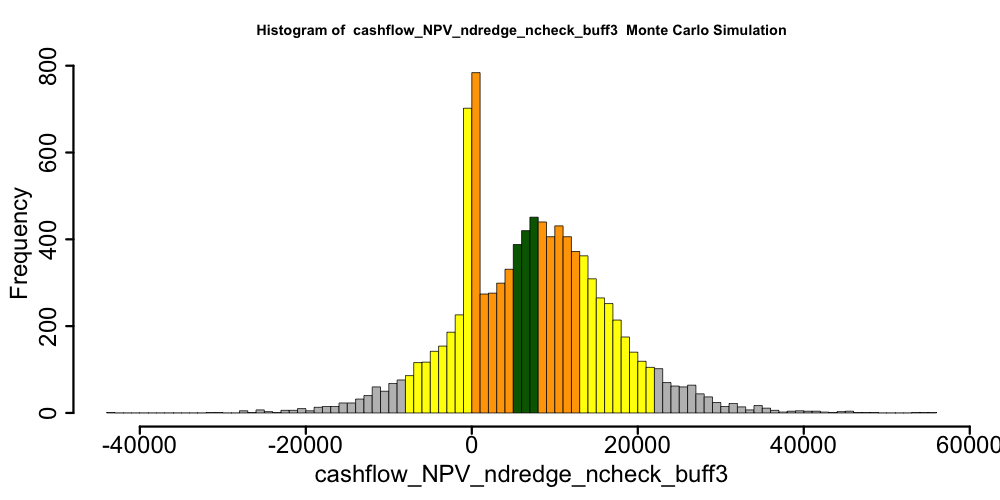 Histogram of  cashflow_NPV_ndredge_ncheck_buff3  Monte Carlo Simulation
Frequency
800
600
400
200
0
-40000 -20000 0 20000 40000 60000
cashflow_NPV_ndredge_ncheck_buff3